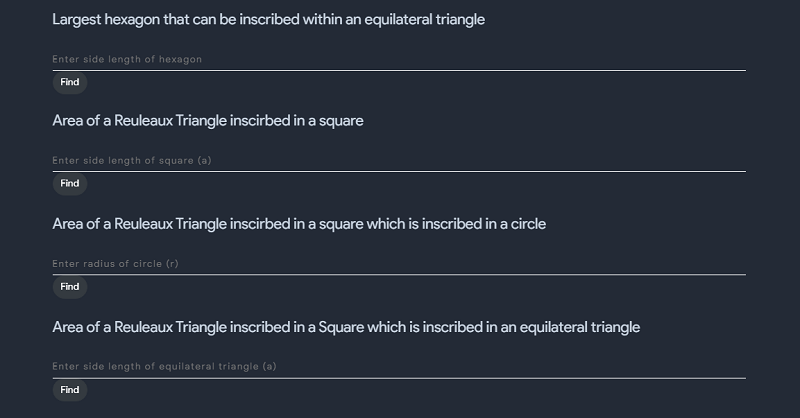 Largest hexagon that can be inscribed within an equilateral triangle
Enter side length of hexagon
Find
Area of a Reuleaux Triangle inscirbed in a square
Enter side length of square (a)
Find
Area of a Reuleaux Triangle inscirbed in a square which is inscribed in a circle
Enter radius of circle (r)
Find
Area of a Reuleaux Triangle inscribed in a Square which is inscribed in an equilateral triangle
Enter side length of equilateral triangle (a)
Find